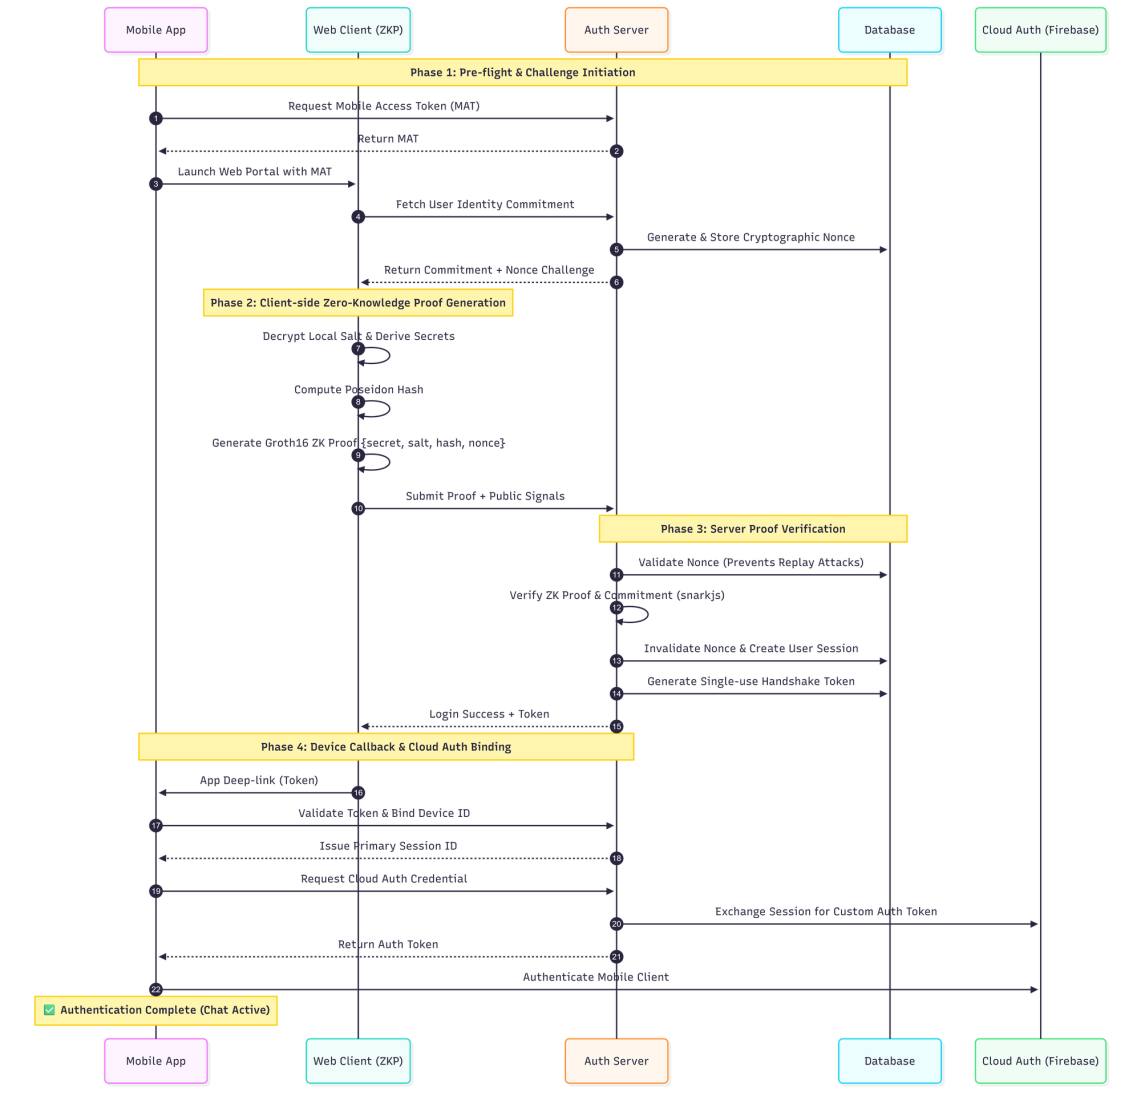 Mobile App
Web Client (ZKP)
Auth Server
Database
Cloud Auth (Firebase)
Phase 1: Pre-flight & Challenge Initiation
Request Mobile Access Token (MAT)
1
Return MAT
2
Launch Web Portal with MAT
3
Fetch User Identity Commitment
4
Generate & Store Cryptographic Nonce
5
Return Commitment + Nonce Challenge
6
Phase 2: Client-side Zero-Knowledge Proof Generation
Decrypt Local Salt & Derive Secrets
7
Compute Poseidon Hash
8
Generate Groth16 ZK Proof {secret, salt, hash, nonce}
9
Submit Proof + Public Signals
10
Phase 3: Server Proof Verification
Validate Nonce (Prevents Replay Attacks)
11
Verify ZK Proof & Commitment (snarkjs)
12
Invalidate Nonce & Create User Session
13
Generate Single-use Handshake Token
14
Login Success + Token
15
Phase 4: Device Callback & Cloud Auth Binding
App Deep-link (Token)
16
Validate Token & Bind Device ID
17
Issue Primary Session ID
18
Request Cloud Auth Credential
19
Exchange Session for Custom Auth Token
20
Return Auth Token
21
Authenticate Mobile Client
22
✅ Authentication Complete (Chat Active)
Mobile App
Web Client (ZKP)
Auth Server
Database
Cloud Auth (Firebase)